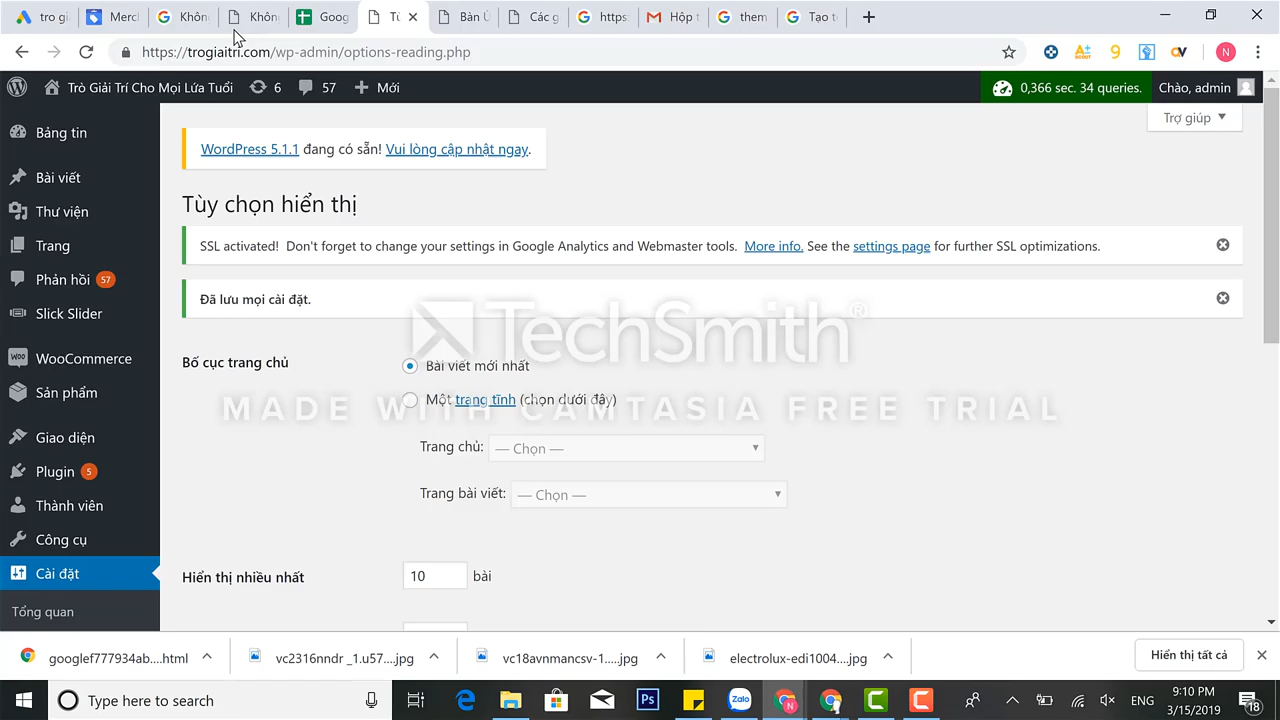 tro gia
Merch
Khôn
Khôn
Goog
Tù
Bàn Ủ
Các g
https:
Hộp t
them
Tạo to
https://trogiaitri.com/wp-admin/options-reading.php
N
Trò Giải Trí Cho Mọi Lứa Tuổi
6
57
Mới
0,366 sec. 34 queries.
Chào, admin
Trợ giúp
Bảng tin
Bài viết
Thư viện
Trang
Phản hồi 57
Slick Slider
WooCommerce
Sản phẩm
Giao diện
Plugin 5
Thành viên
Công cụ
Cài đặt
Tổng quan
WordPress 5.1.1 đang có sẵn! Vui lòng cập nhật ngay.
Tùy chọn hiển thị
SSL activated! Don't forget to change your settings in Google Analytics and Webmaster tools. More info. See the settings page for further SSL optimizations.
Đã lưu mọi cài đặt.
TechSmith®
MADE WITH CAMTASIA FREE TRIAL
Bố cục trang chủ
Bài viết mới nhất
Một trang tĩnh (chọn dưới đây)
Trang chủ: — Chọn —
Trang bài viết: — Chọn —
Hiển thị nhiều nhất
10 bài
googlef777934ab....html
vc2316nndr _1.u57....jpg
vc18avnmancsv-1.....jpg
electrolux-edi1004....jpg
Hiển thị tất cả
Type here to search
Ps
Zalo
ENG
9:10 PM
3/15/2019
18